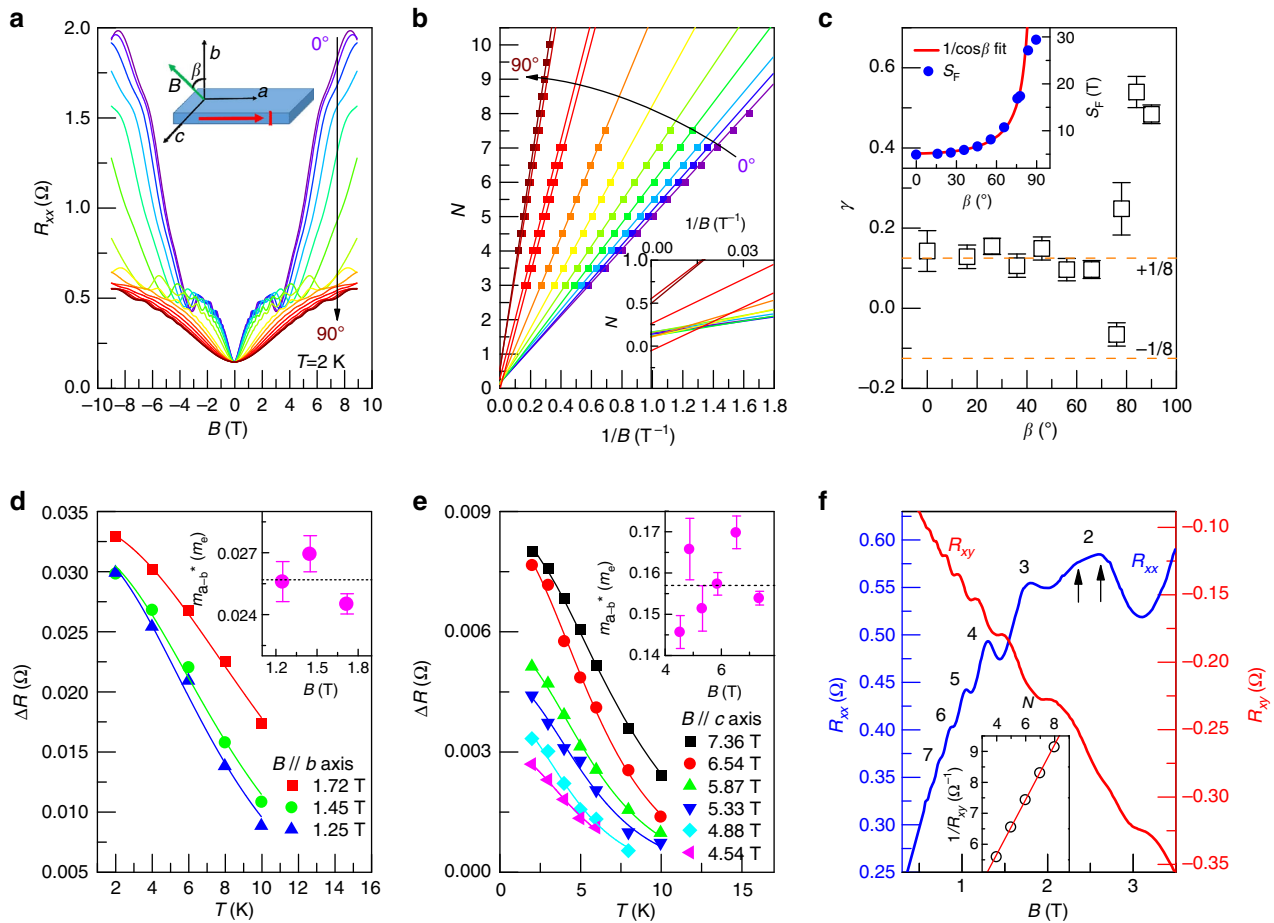 a
2.0
1.5
1.0
0.5
0.0
R_xx (Ω)
0°
90°
b
β
B
a
c
I
T=2 K
−10 −8 −6 −4 −2 0 2 4 6 8 10
B (T)
b
10
9
8
7
6
5
4
3
2
1
0
N
90°
0°
1/B (T⁻¹)
0.00 0.03
1.0
0.5
0.0
N
0.0 0.2 0.4 0.6 0.8 1.0 1.2 1.4 1.6 1.8
1/B (T⁻¹)
c
0.6
0.4
0.2
0.0
−0.2
γ
1/cosβ fit
S_F
30
20
10
S_F (T)
0 30 60 90
β (°)
+1/8
−1/8
0 20 40 60 80 100
β (°)
d
0.035
0.030
0.025
0.020
0.015
0.010
0.005
ΔR (Ω)
m_a–b* (m_e)
0.027
0.024
1.2 1.5 1.8
B (T)
B // b axis
1.72 T
1.45 T
1.25 T
2 4 6 8 10 12 14 16
T (K)
e
0.009
0.006
0.003
0.000
ΔR (Ω)
m_a–b* (m_e)
0.17
0.16
0.15
0.14
4 6
B (T)
B // c axis
7.36 T
6.54 T
5.87 T
5.33 T
4.88 T
4.54 T
0 5 10 15
T (K)
f
0.60
0.55
0.50
0.45
0.40
0.35
0.30
0.25
R_xx (Ω)
R_xy
R_xx
2
3
4
5
6
7
N
4 6 8
9
8
7
6
1/R_xy (Ω⁻¹)
−0.10
−0.15
−0.20
−0.25
−0.30
−0.35
R_xy (Ω)
1 2 3
B (T)